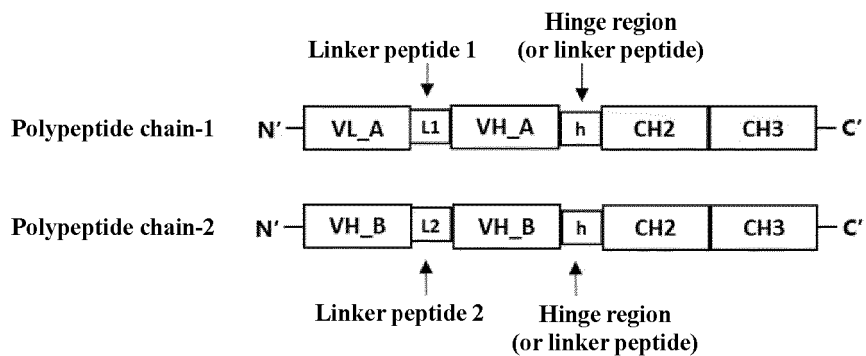 Hinge region
Linker peptide 1 (or linker peptide)
Polypeptide chain-1 N' VL_A L1 VH_A h CH2 CH3 C'
Polypeptide chain-2 N' VH_B L2 VH_B h CH2 CH3 C'
Linker peptide 2 Hinge region
(or linker peptide)